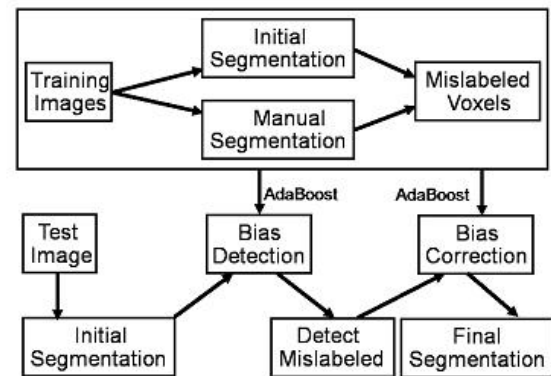 Initial
Segmentation
Training
Images
Mislabeled
Voxels
Manual
Segmentation
AdaBoost
AdaBoost
Test
Image
Bias
Detection
Bias
Correction
Initial
Segmentation
Detect
Mislabeled
Final
Segmentation